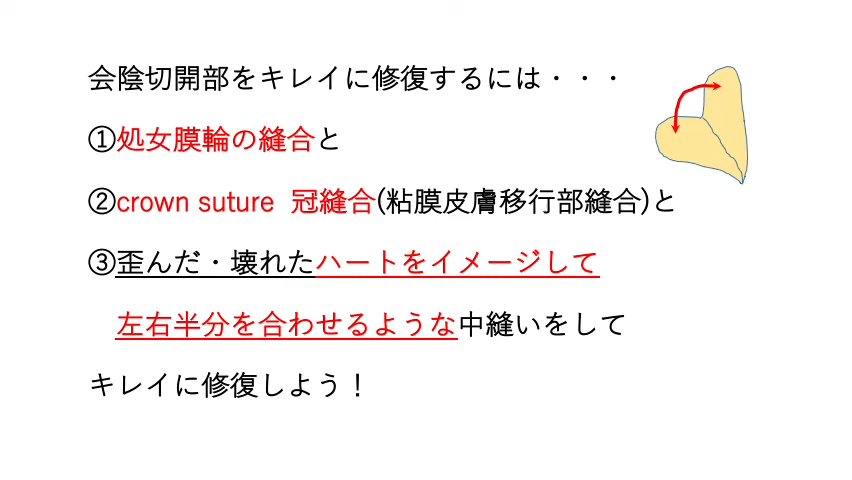 会陰切開部をキレイに修復するには・・・
①処女膜輪の縫合と
②crown suture 冠縫合(粘膜皮膚移行部縫合)と
③歪んだ・壊れたハートをイメージして
左右半分を合わせるような中縫いをして
キレイに修復しよう！